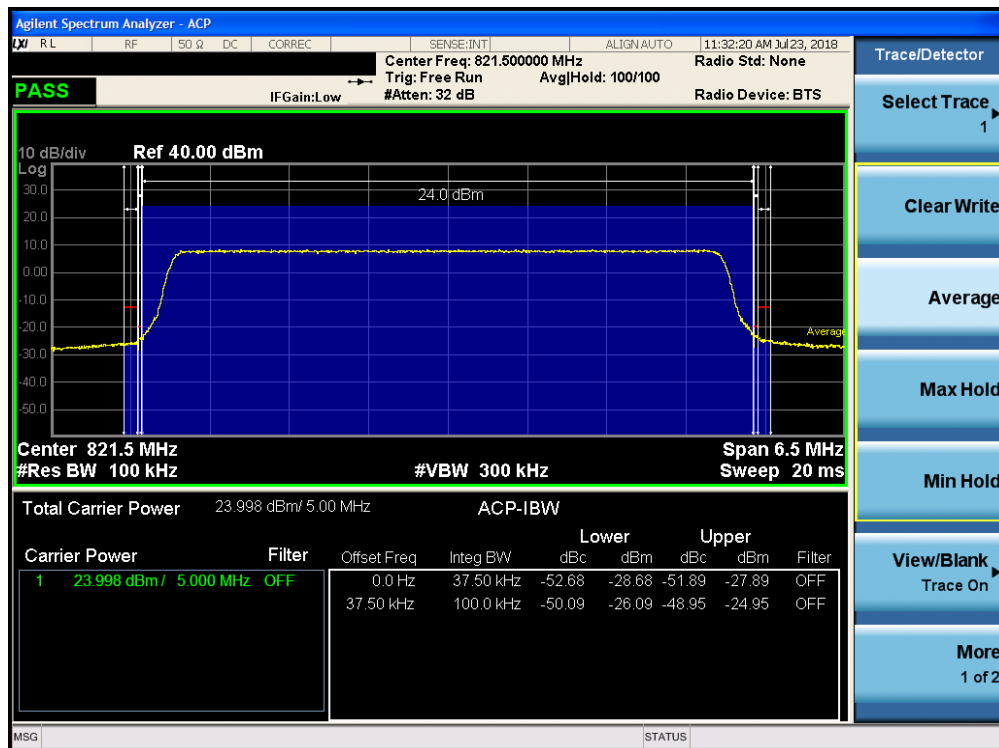 Agilent Spectrum Analyzer - ACP
LXI RL RF 50 Ω DC CORREC SENSE:INT ALIGN AUTO 11:32:20 AM Jul 23, 2018
Center Freq: 821.500000 MHz Radio Std: None
Trig: Free Run Avg|Hold: 100/100
PASS IFGain:Low #Atten: 32 dB Radio Device: BTS
10 dB/div Ref 40.00 dBm
Log
30.0 24.0 dBm
20.0
10.0
0.00
-10.0
-20.0 Average
-30.0
-40.0
-50.0
Center 821.5 MHz Span 6.5 MHz
#Res BW 100 kHz #VBW 300 kHz Sweep 20 ms
Total Carrier Power 23.998 dBm/ 5.00 MHz ACP-IBW
Lower Upper
Carrier Power Filter Offset Freq Integ BW dBc dBm dBc dBm Filter
1 23.998 dBm / 5.000 MHz OFF 0.0 Hz 37.50 kHz -52.68 -28.68 -51.89 -27.89 OFF
37.50 kHz 100.0 kHz -50.09 -26.09 -48.95 -24.95 OFF
MSG STATUS
Trace/Detector
Select Trace
1
Clear Write
Average
Max Hold
Min Hold
View/Blank
Trace On
More
1 of 2